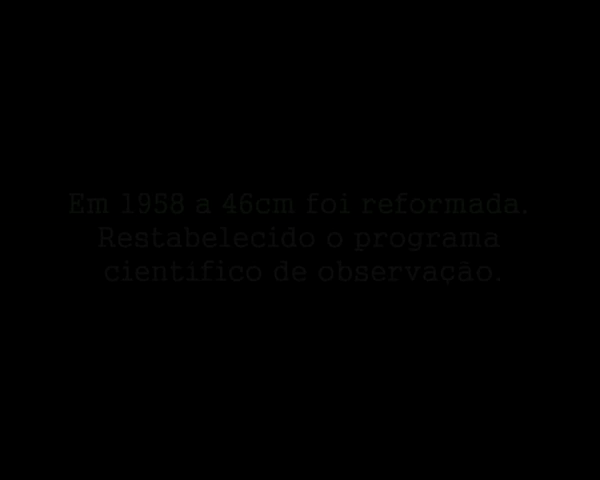 Em 1958 a 46cm foi reformada.
Restabelecido o programa
científico de observação.